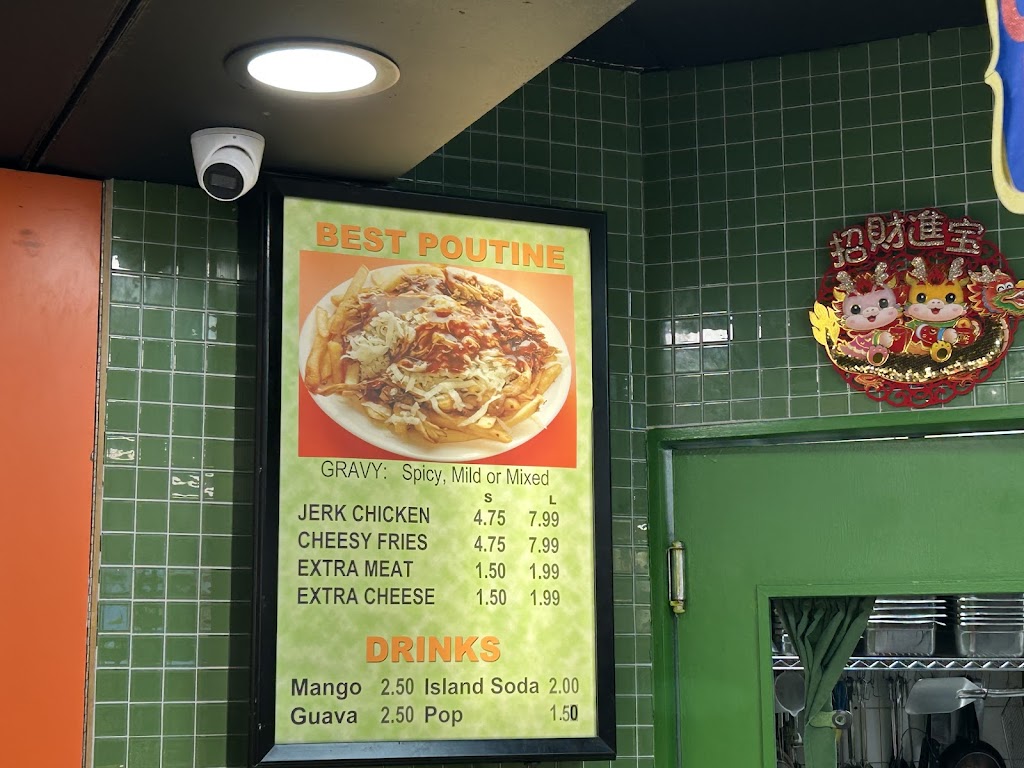 BEST POUTINE
GRAVY: Spicy, Mild or Mixed
S L
JERK CHICKEN 4.75 7.99
CHEESY FRIES 4.75 7.99
EXTRA MEAT 1.50 1.99
EXTRA CHEESE 1.50 1.99
DRINKS
Mango 2.50 Island Soda 2.00
Guava 2.50 Pop 1.50
招財進宝